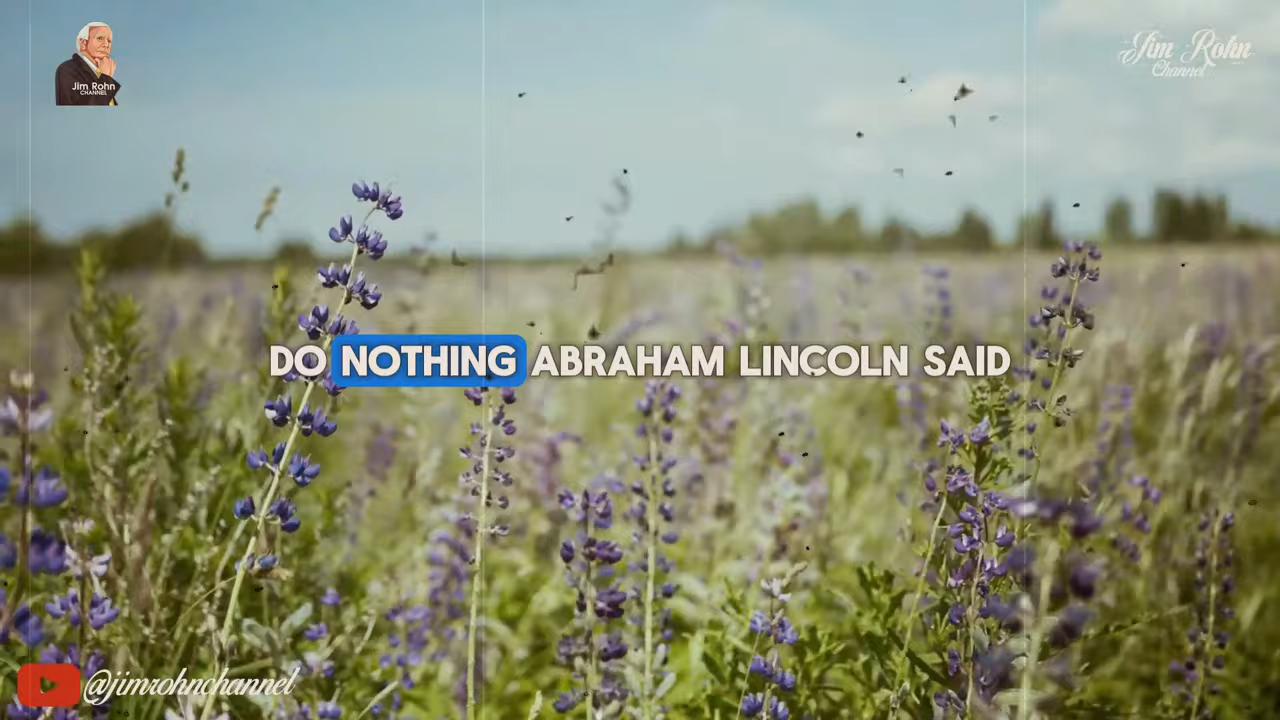 Jim Rohn
CHANNEL
Jim Rohn
Channel
DO NOTHING ABRAHAM LINCOLN SAID
@jimrohnchannel